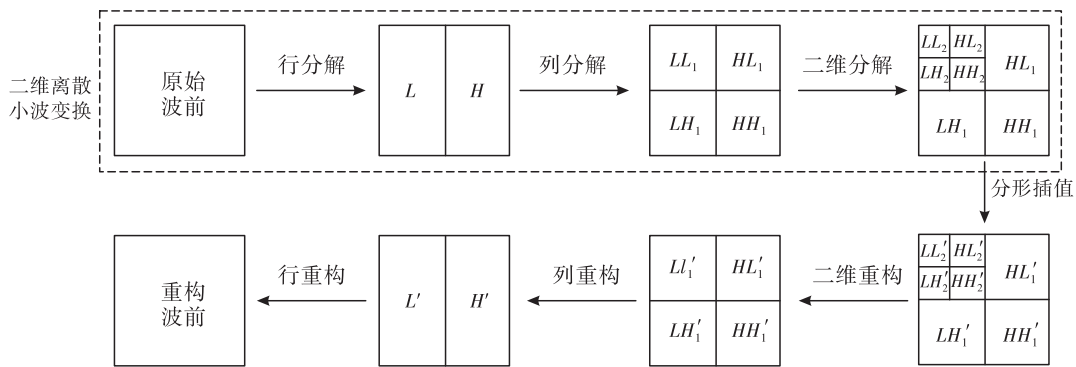 二维离散
小波变换
原始
波前
行分解
L H
列分解
LL₁ HL₁
LH₁ HH₁
二维分解
LL₂ HL₂
LH₂ HH₂
HL₁
LH₁ HH₁
分形插值
LL₂′ HL₂′
LH₂′ HH₂′
HL₁′
LH₁′ HH₁′
二维重构
Ll₁′ HL₁′
LH₁′ HH₁′
列重构
L′ H′
行重构
重构
波前